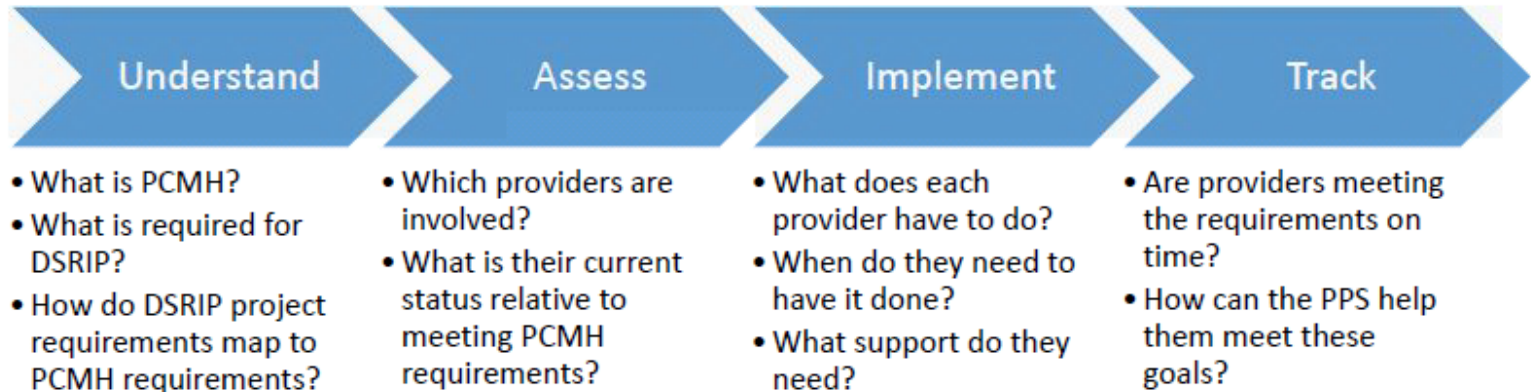 Understand
• What is PCMH?
• What is required for
DSRIP?
• How do DSRIP project
requirements map to
PCMH requirements?
Assess
• Which providers are
involved?
• What is their current
status relative to
meeting PCMH
requirements?
Implement
• What does each
provider have to do?
• When do they need to
have it done?
• What support do they
need?
Track
• Are providers meeting
the requirements on
time?
• How can the PPS help
them meet these
goals?